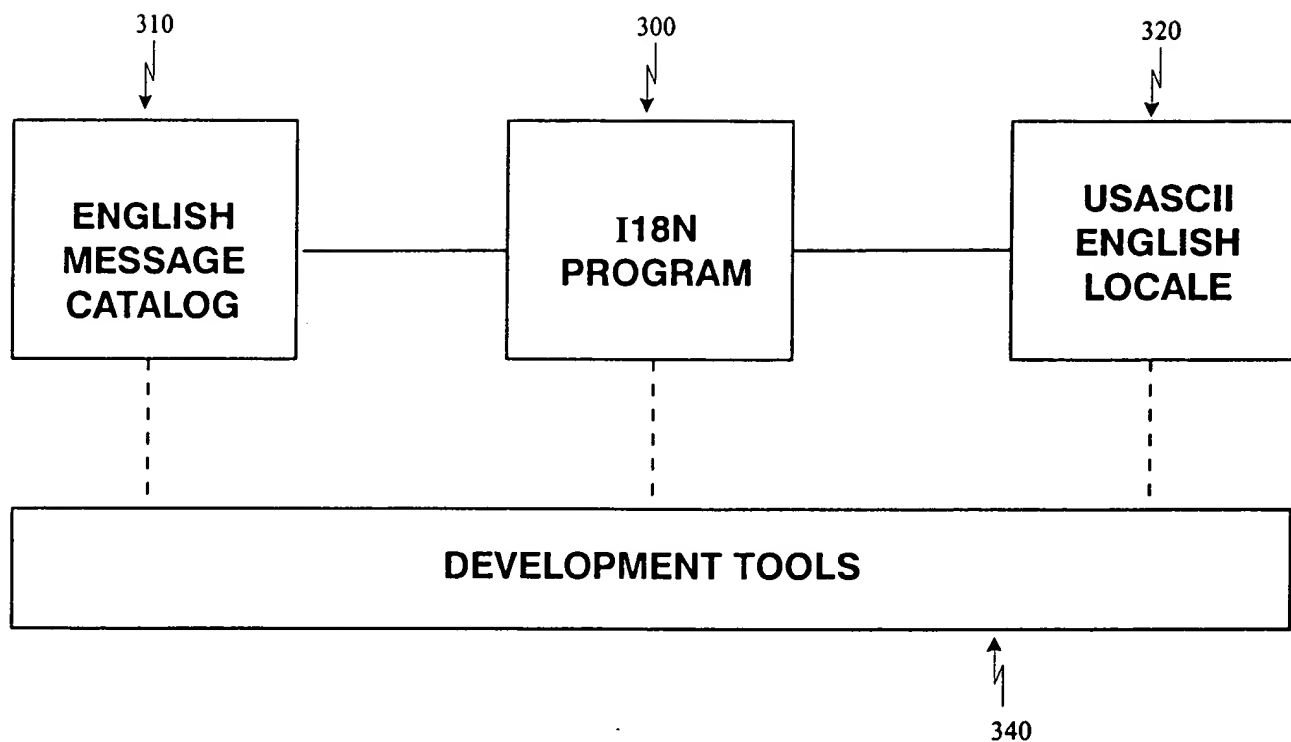 310
300
320
ENGLISH
MESSAGE
CATALOG
I18N
PROGRAM
USASCII
ENGLISH
LOCALE
DEVELOPMENT TOOLS
340